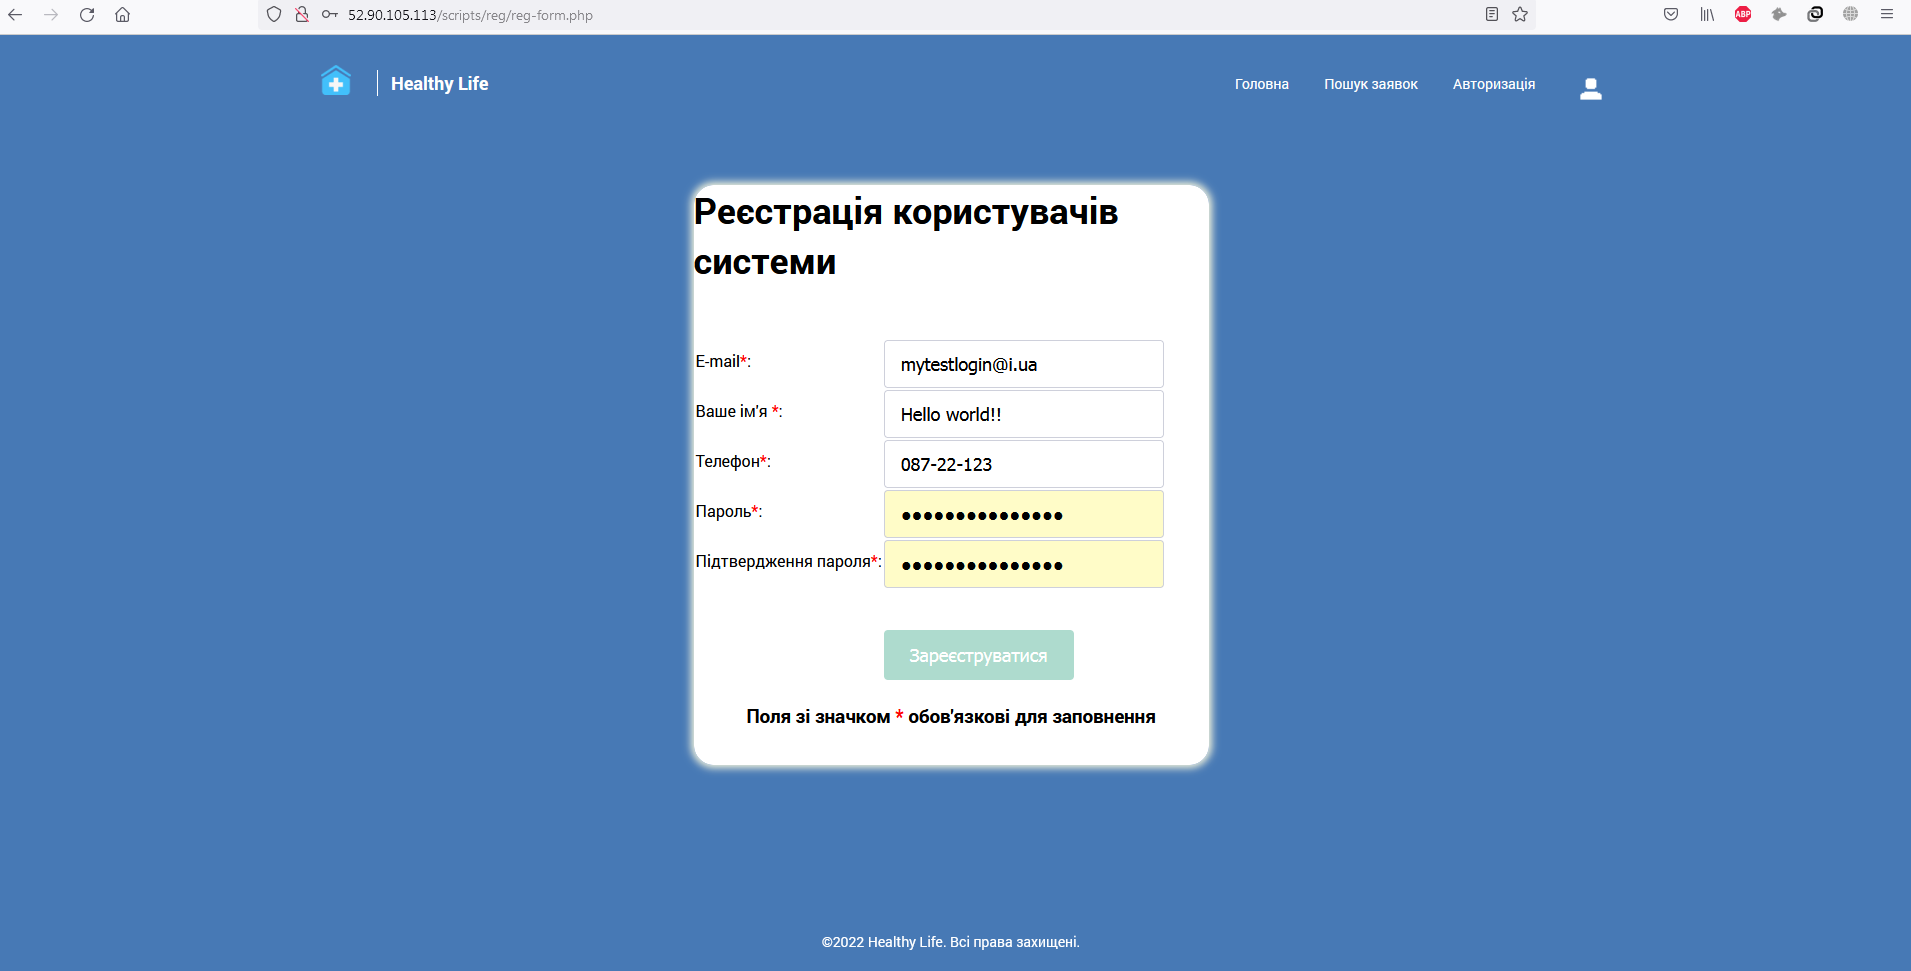 52.90.105.113/scripts/reg/reg-form.php
ABP
Healthy Life
Головна
Пошук заявок
Авторизація
Реєстрація користувачів
системи
E-mail*:
mytestlogin@i.ua
Ваше ім'я *:
Hello world!!
Телефон*:
087-22-123
Пароль*:
●●●●●●●●●●●●●●●
Підтвердження пароля*:
●●●●●●●●●●●●●●●
Зареєструватися
Поля зі значком * обов'язкові для заповнення
©2022 Healthy Life. Всі права захищені.